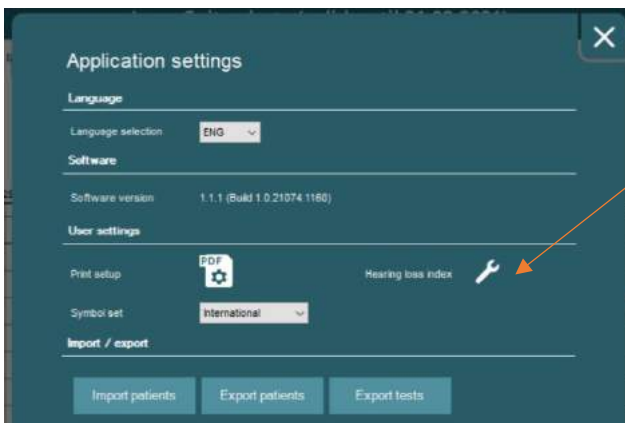 Application settings
Language
Language selection ENG
Software
Software version 1.1.1 (Build 1.0.21074.1160)
User settings
PDF
Print setup Hearing loss index
Symbol set International
Import / export
Import patients Export patients Export tests